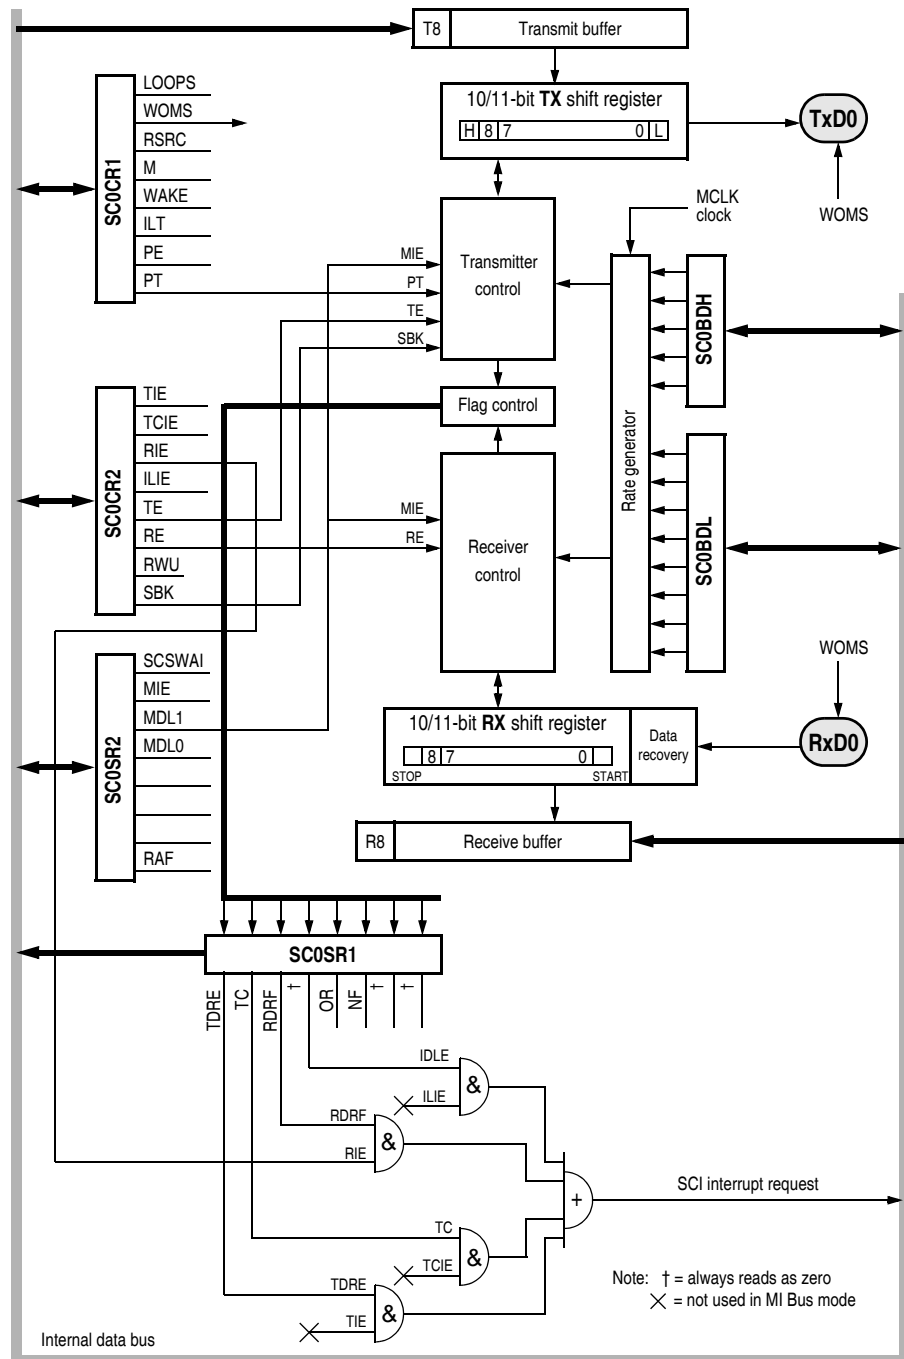 T8 Transmit buffer
10/11-bit TX shift register
H 8 7 0 L
TxD0
WOMS
MCLK
clock
SC0CR1
LOOPS
WOMS
RSRC
M
WAKE
ILT
PE
PT
MIE
PT
TE
SBK
Transmitter
control
Flag control
Rate generator
SC0BDH
SC0BDL
SC0CR2
TIE
TCIE
RIE
ILIE
TE
RE
RWU
SBK
MIE
RE
Receiver
control
SC0SR2
SCSWAI
MIE
MDL1
MDL0
RAF
WOMS
RxD0
10/11-bit RX shift register
8 7 0
STOP START
Data
recovery
R8 Receive buffer
SC0SR1
TDRE
TC
RDRF
†
OR
NF
†
†
IDLE
ILIE
&
RDRF
RIE
&
TC
TCIE
&
TDRE
TIE
&
+
SCI interrupt request
Note: † = always reads as zero
= not used in MI Bus mode
Internal data bus